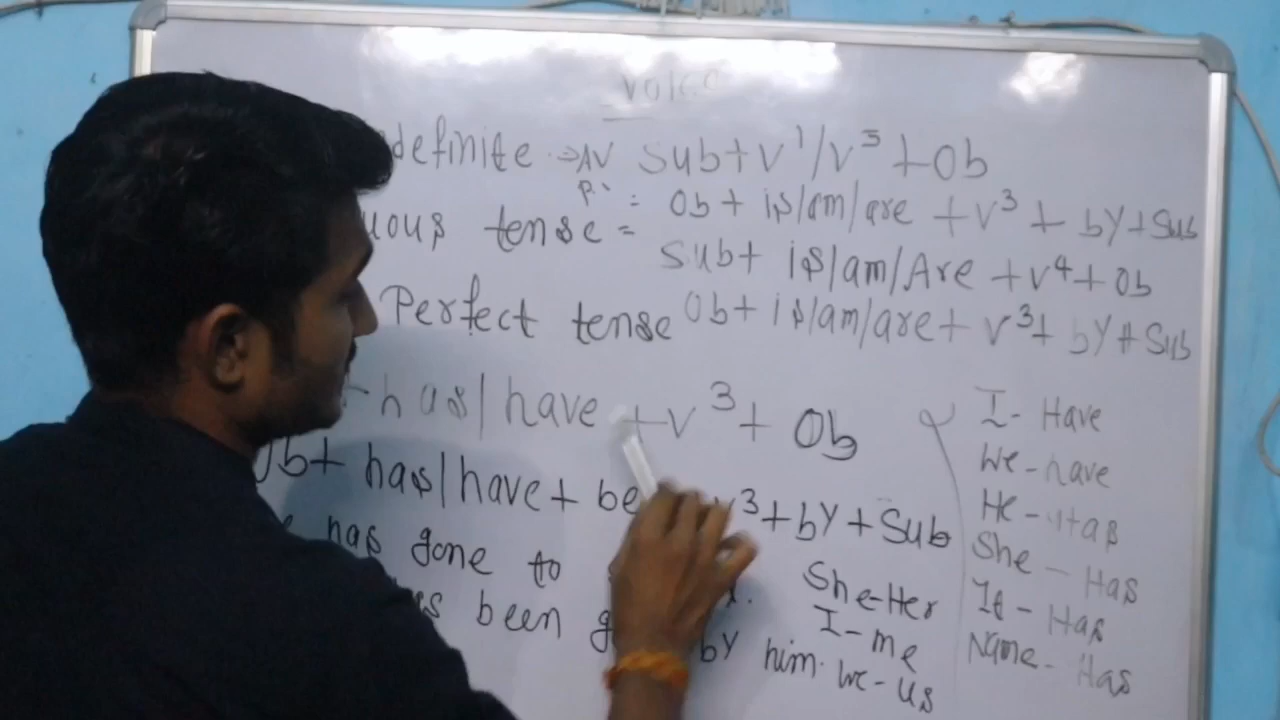 Voice
definite ⇒ AV Sub+V¹/V⁵ +Ob
P. = Ob+ is/am/are +V³ + by+Sub
uous tense = Sub+ is/am/Are +V⁴+Ob
Perfect tense Ob+ is/am/are+ V³+ by+Sub
+has/have +V³+ Ob
Ob+ has/have+ be V³+by+Sub
has gone to
been g by him.
She-Her
I-me
We-us
I- Have
We-have
He-Has
She-Has
It-Has
Name-Has